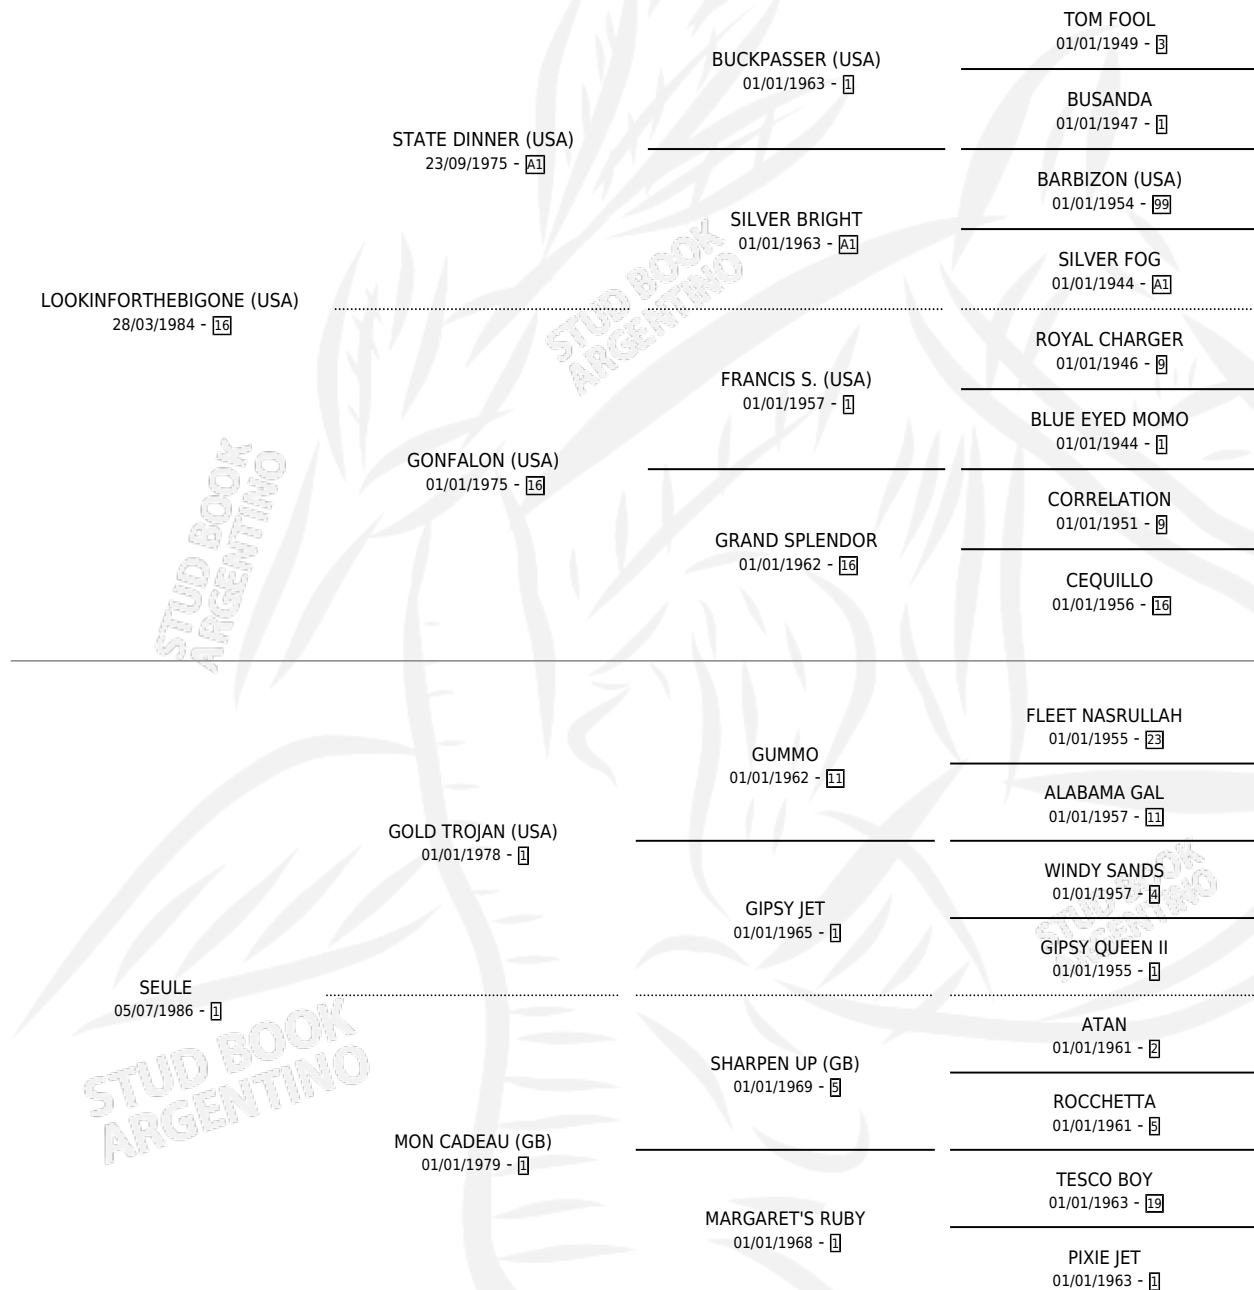 TOM FOOL
01/01/1949 - 3
BUCKPASSER (USA)
01/01/1963 - 1
BUSANDA
01/01/1947 - 1
STATE DINNER (USA)
23/09/1975 - A1
BARBIZON (USA)
01/01/1954 - 99
SILVER BRIGHT
01/01/1963 - A1
SILVER FOG
01/01/1944 - A1
LOOKINFORTHEBIGONE (USA)
28/03/1984 - 16
ROYAL CHARGER
01/01/1946 - 9
FRANCIS S. (USA)
01/01/1957 - 1
BLUE EYED MOMO
01/01/1944 - 1
GONFALON (USA)
01/01/1975 - 16
CORRELATION
01/01/1951 - 9
GRAND SPLENDOR
01/01/1962 - 16
CEQUILLO
01/01/1956 - 16
FLEET NASRULLAH
01/01/1955 - 23
GUMMO
01/01/1962 - 11
ALABAMA GAL
01/01/1957 - 11
GOLD TROJAN (USA)
01/01/1978 - 1
WINDY SANDS
01/01/1957 - 4
GIPSY JET
01/01/1965 - 1
GIPSY QUEEN II
01/01/1955 - 1
SEULE
05/07/1986 - 1
ATAN
01/01/1961 - 2
SHARPEN UP (GB)
01/01/1969 - 5
ROCCHETTA
01/01/1961 - 5
MON CADEAU (GB)
01/01/1979 - 1
TESCO BOY
01/01/1963 - 19
MARGARET'S RUBY
01/01/1968 - 1
PIXIE JET
01/01/1963 - 1
STUD BOOK
ARGENTINO
STUD BOOK
ARGENTINO
STUD BOOK
ARGENTINO
STUD BOOK
ARGENTINO